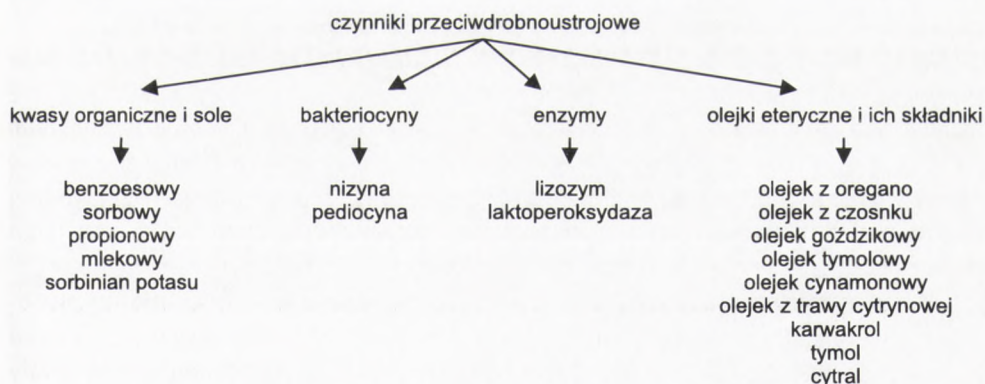 czynniki przeciwdrobnoustrojowe
kwasy organiczne i sole
benzoesowy
sorbowy
propionowy
mlekowy
sorbinian potasu
bakteriocyny
nizyna
pediocyna
enzymy
lizozym
laktoperoksydaza
olejki eteryczne i ich składniki
olejek z oregano
olejek z czosnku
olejek goździkowy
olejek tymolowy
olejek cynamonowy
olejek z trawy cytrynowej
karwakrol
tymol
cytral